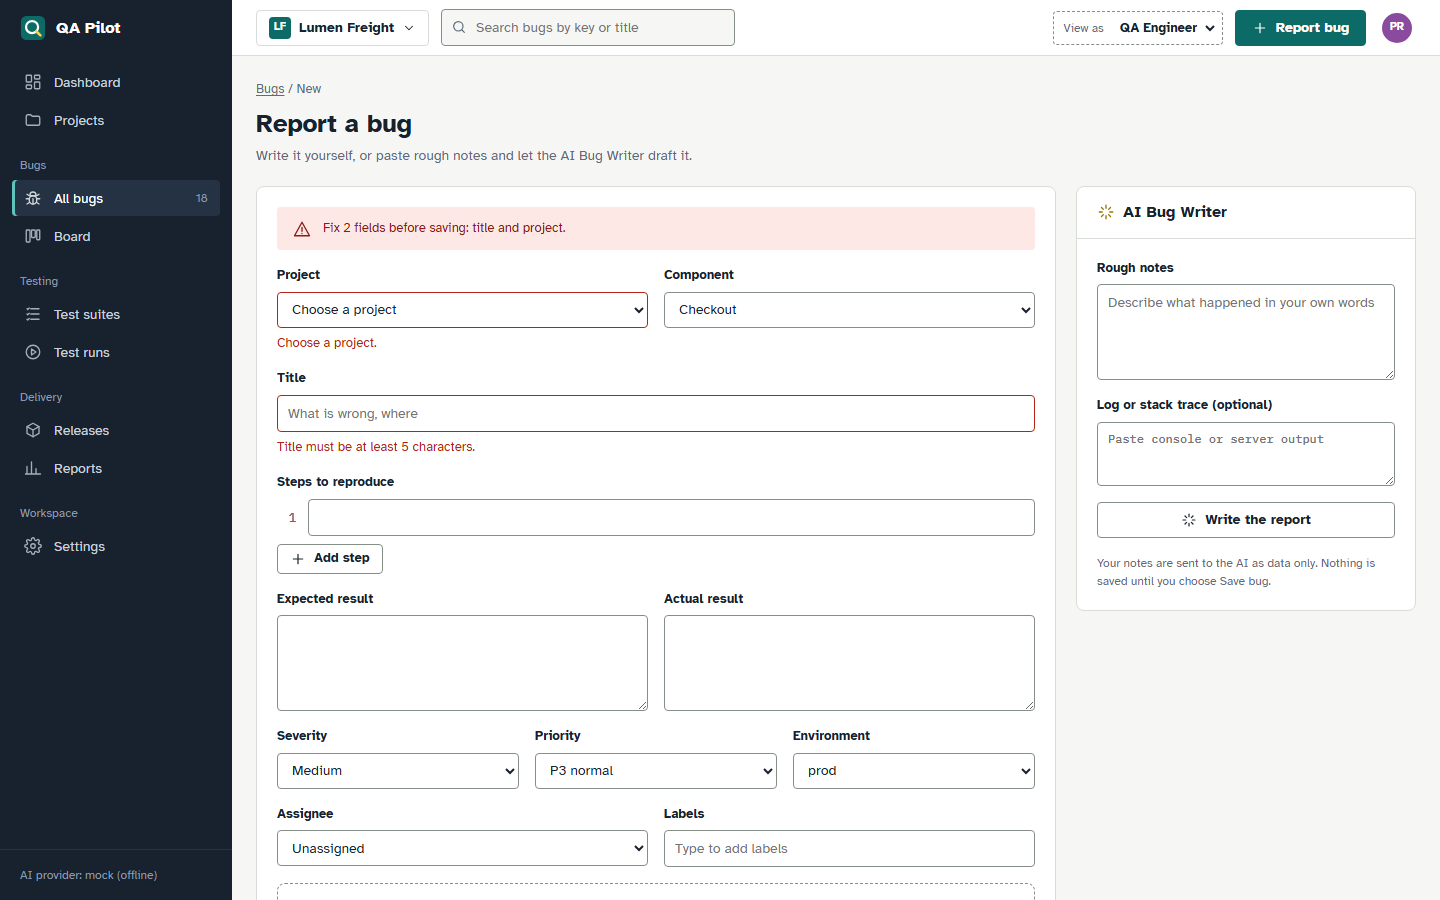 QA Pilot
Dashboard
Projects
Bugs
All bugs 18
Board
Testing
Test suites
Test runs
Delivery
Releases
Reports
Workspace
Settings
AI provider: mock (offline)
LF Lumen Freight
Search bugs by key or title
View as QA Engineer
Report bug
PR
Bugs / New
Report a bug
Write it yourself, or paste rough notes and let the AI Bug Writer draft it.
Fix 2 fields before saving: title and project.
Project
Choose a project
Choose a project.
Component
Checkout
Title
What is wrong, where
Title must be at least 5 characters.
Steps to reproduce
1
Add step
Expected result
Actual result
Severity
Medium
Priority
P3 normal
Environment
prod
Assignee
Unassigned
Labels
Type to add labels
AI Bug Writer
Rough notes
Describe what happened in your own words
Log or stack trace (optional)
Paste console or server output
Write the report
Your notes are sent to the AI as data only. Nothing is
saved until you choose Save bug.